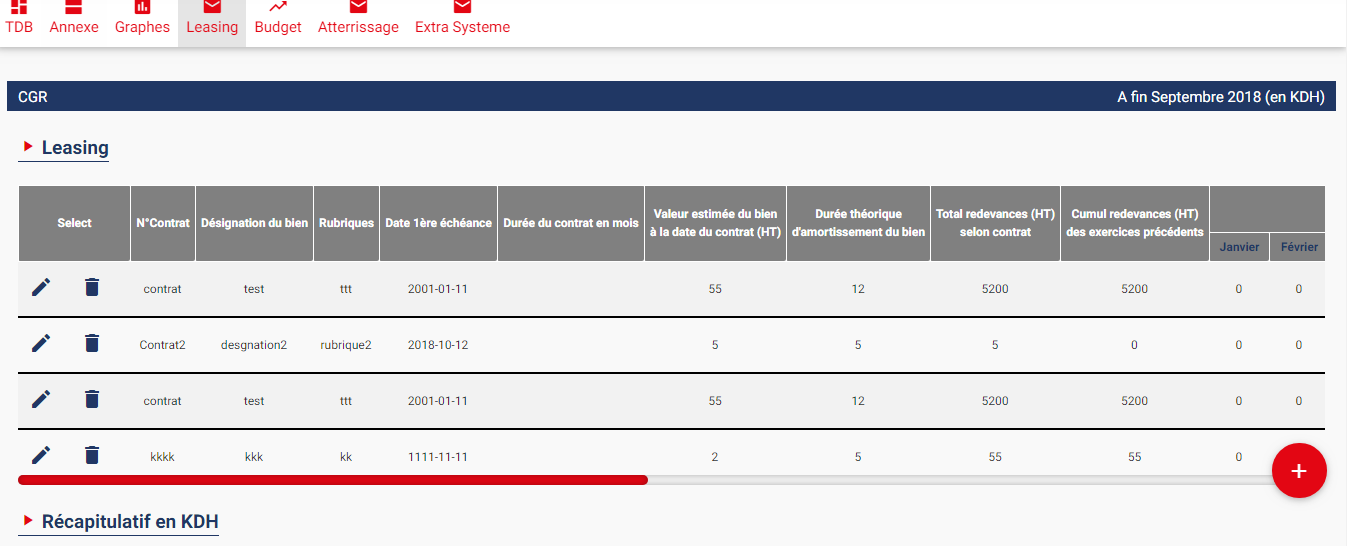 TDB Annexe Graphes Leasing Budget Atterrissage Extra Systeme
CGR A fin Septembre 2018 (en KDH)
Leasing
Select N°Contrat Désignation du bien Rubriques Date 1ère échéance Durée du contrat en mois Valeur estimée du bien à la date du contrat (HT) Durée théorique d'amortissement du bien Total redevances (HT) selon contrat Cumul redevances (HT) des exercices précédents
Janvier Février
contrat test ttt 2001-01-11 55 12 5200 5200 0 0
Contrat2 desgnation2 rubrique2 2018-10-12 5 5 5 0 0 0
contrat test ttt 2001-01-11 55 12 5200 5200 0 0
kkkk kkk kk 1111-11-11 2 5 55 55 0
+
Récapitulatif en KDH